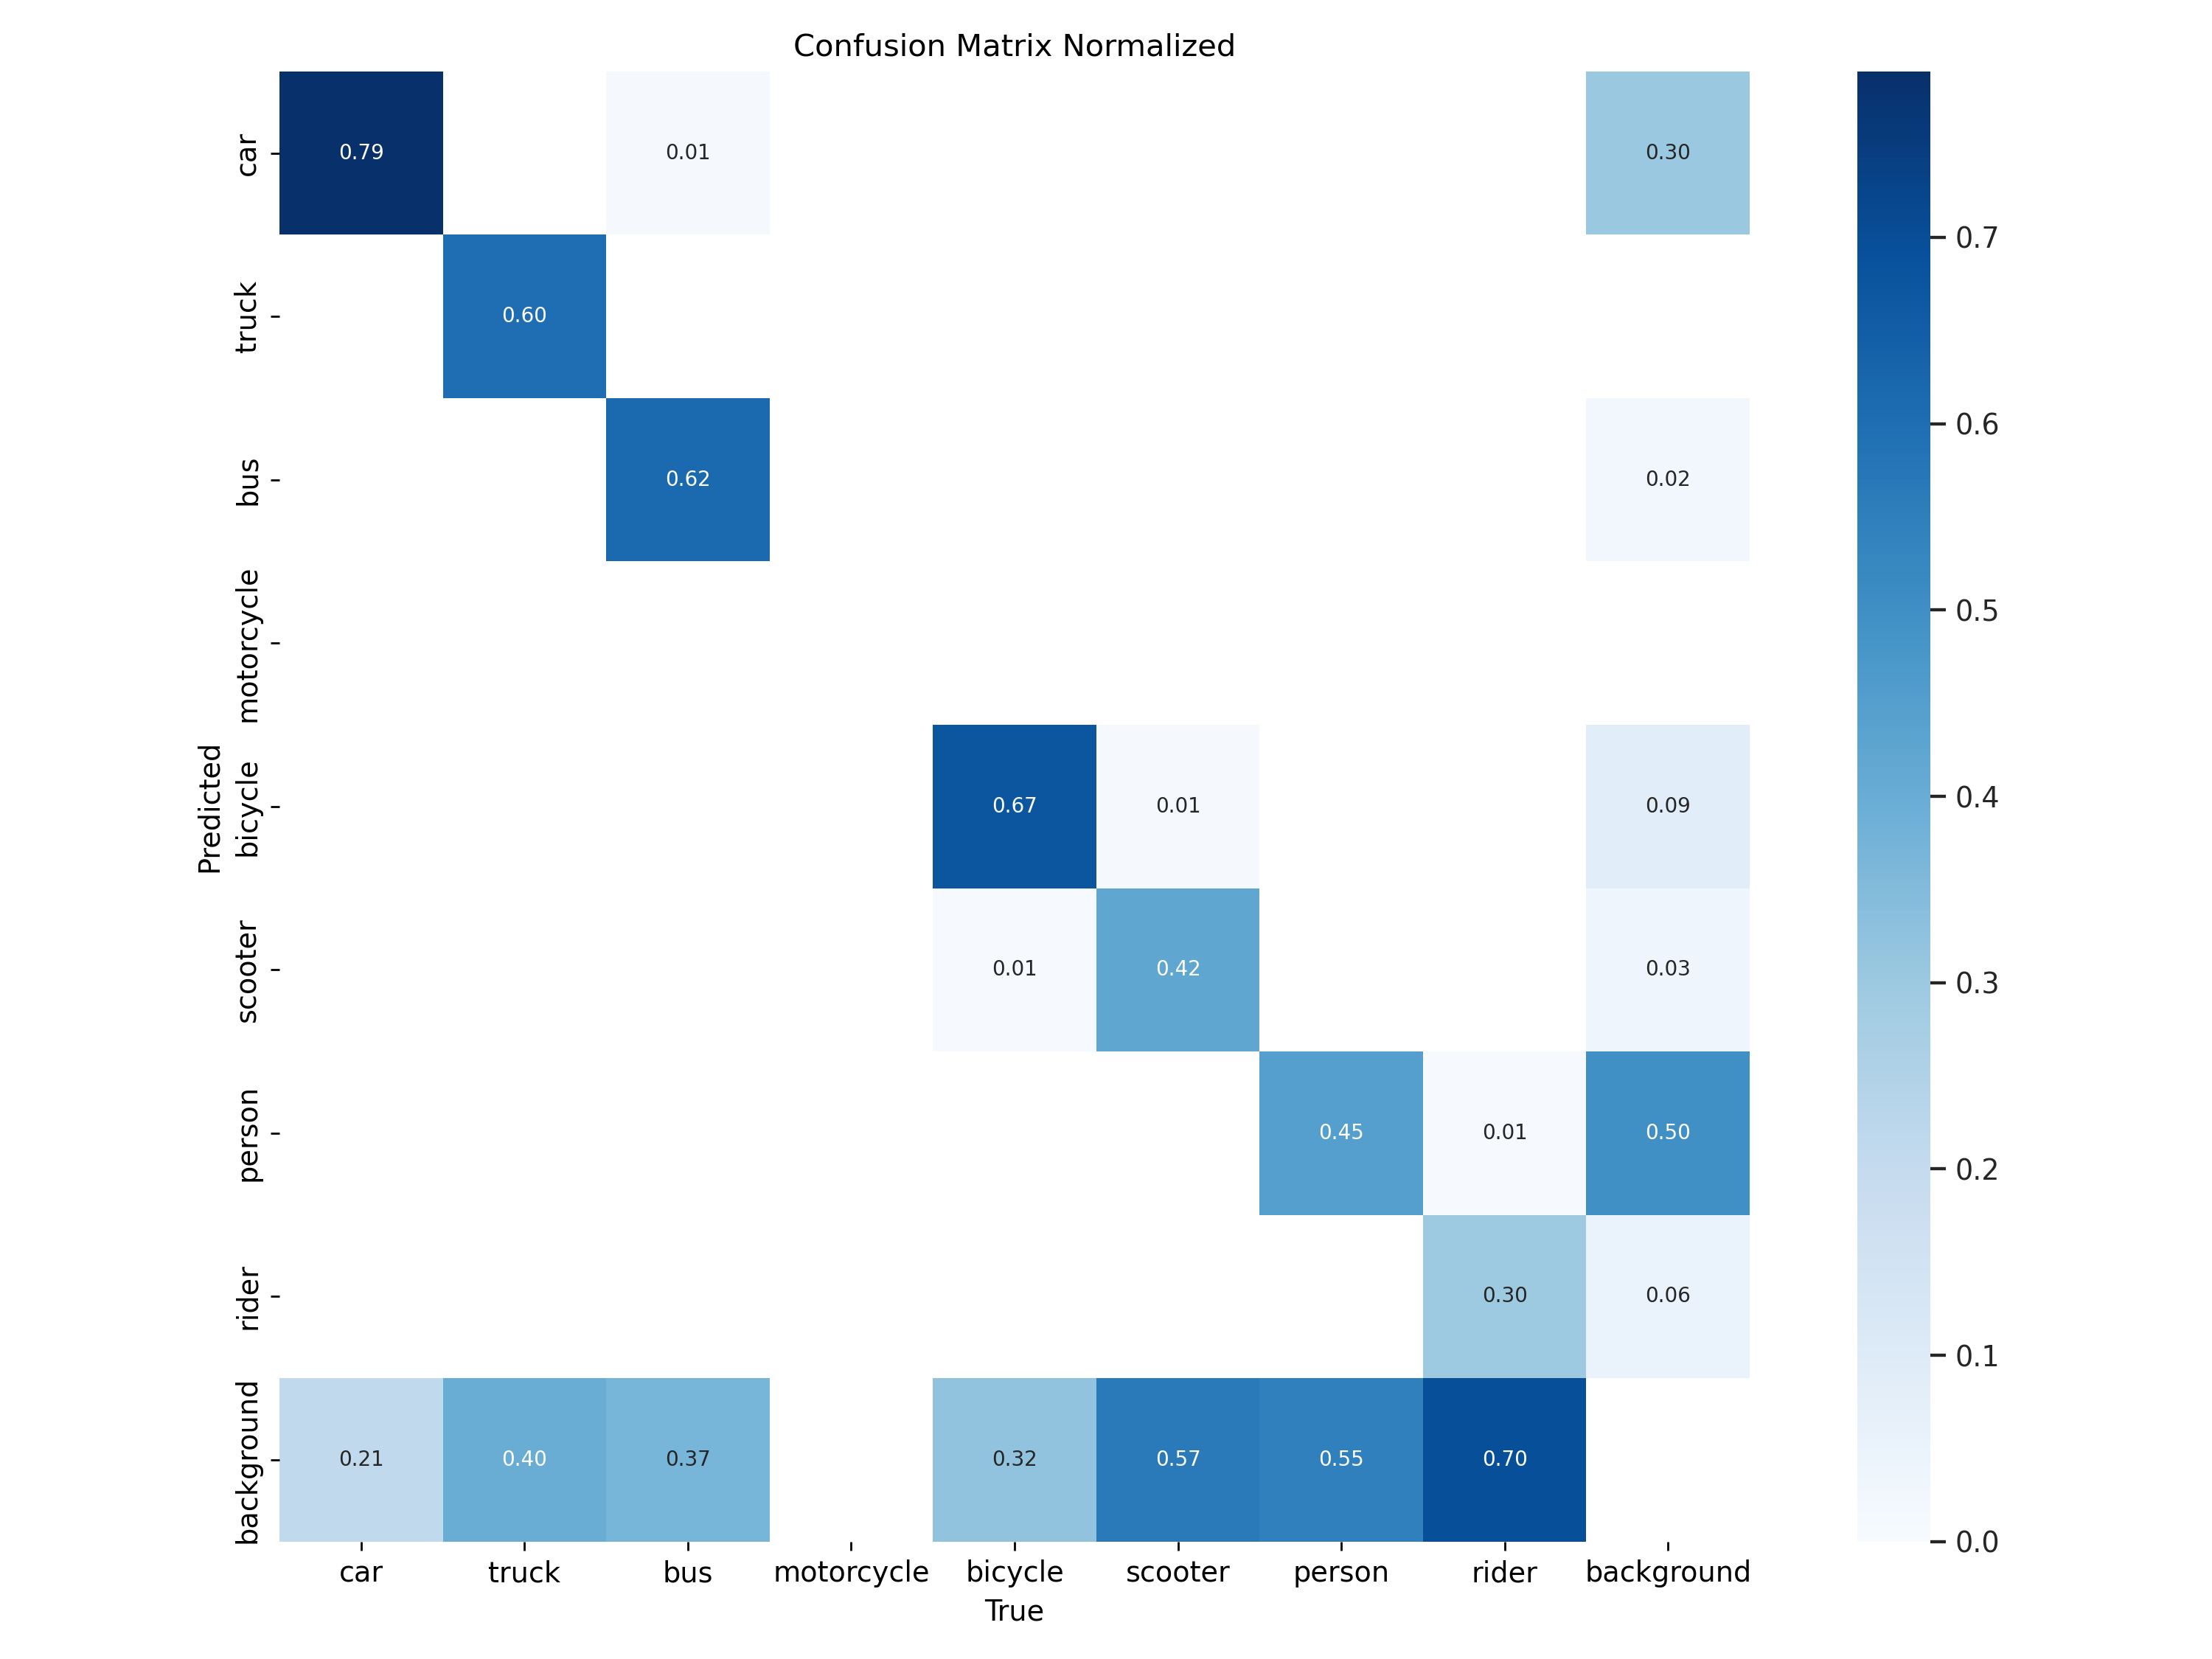 Confusion Matrix Normalized
car
0.79
0.01
0.30
truck
0.60
bus
0.62
0.02
motorcycle
bicycle
0.67
0.01
0.09
scooter
0.01
0.42
0.03
person
0.45
0.01
0.50
rider
0.30
0.06
background
0.21
0.40
0.37
0.32
0.57
0.55
0.70
Predicted
car truck bus motorcycle bicycle scooter person rider background
True
0.7
0.6
0.5
0.4
0.3
0.2
0.1
0.0